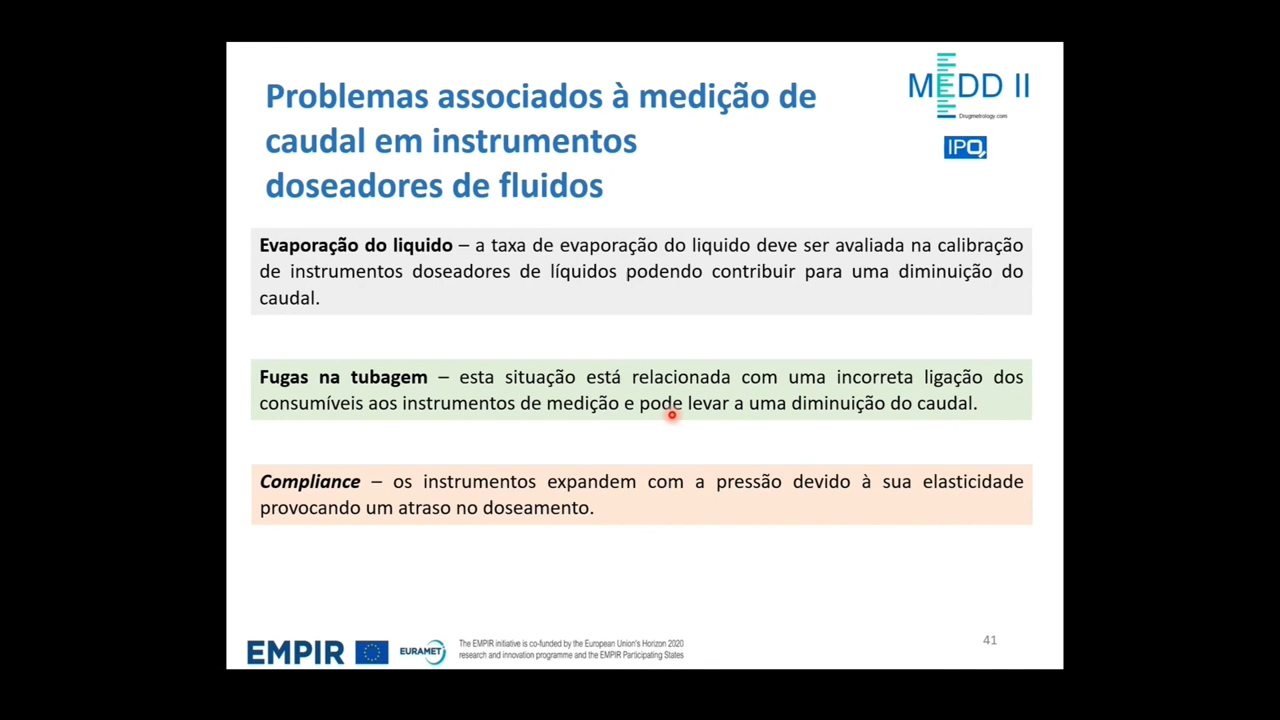 Problemas associados à medição de
caudal em instrumentos
doseadores de fluidos
MEDD II
Drugmetrology com
IPQ
Evaporação do liquido – a taxa de evaporação do liquido deve ser avaliada na calibração
de instrumentos doseadores de líquidos podendo contribuir para uma diminuição do
caudal.
Fugas na tubagem – esta situação está relacionada com uma incorreta ligação dos
consumíveis aos instrumentos de medição e pode levar a uma diminuição do caudal.
Compliance – os instrumentos expandem com a pressão devido à sua elasticidade
provocando um atraso no doseamento.
EMPIR
EURAMET
The EMPIR initiative is co-funded by the European Union's Horizon 2020
research and innovation programme and the EMPIR Participating States
41